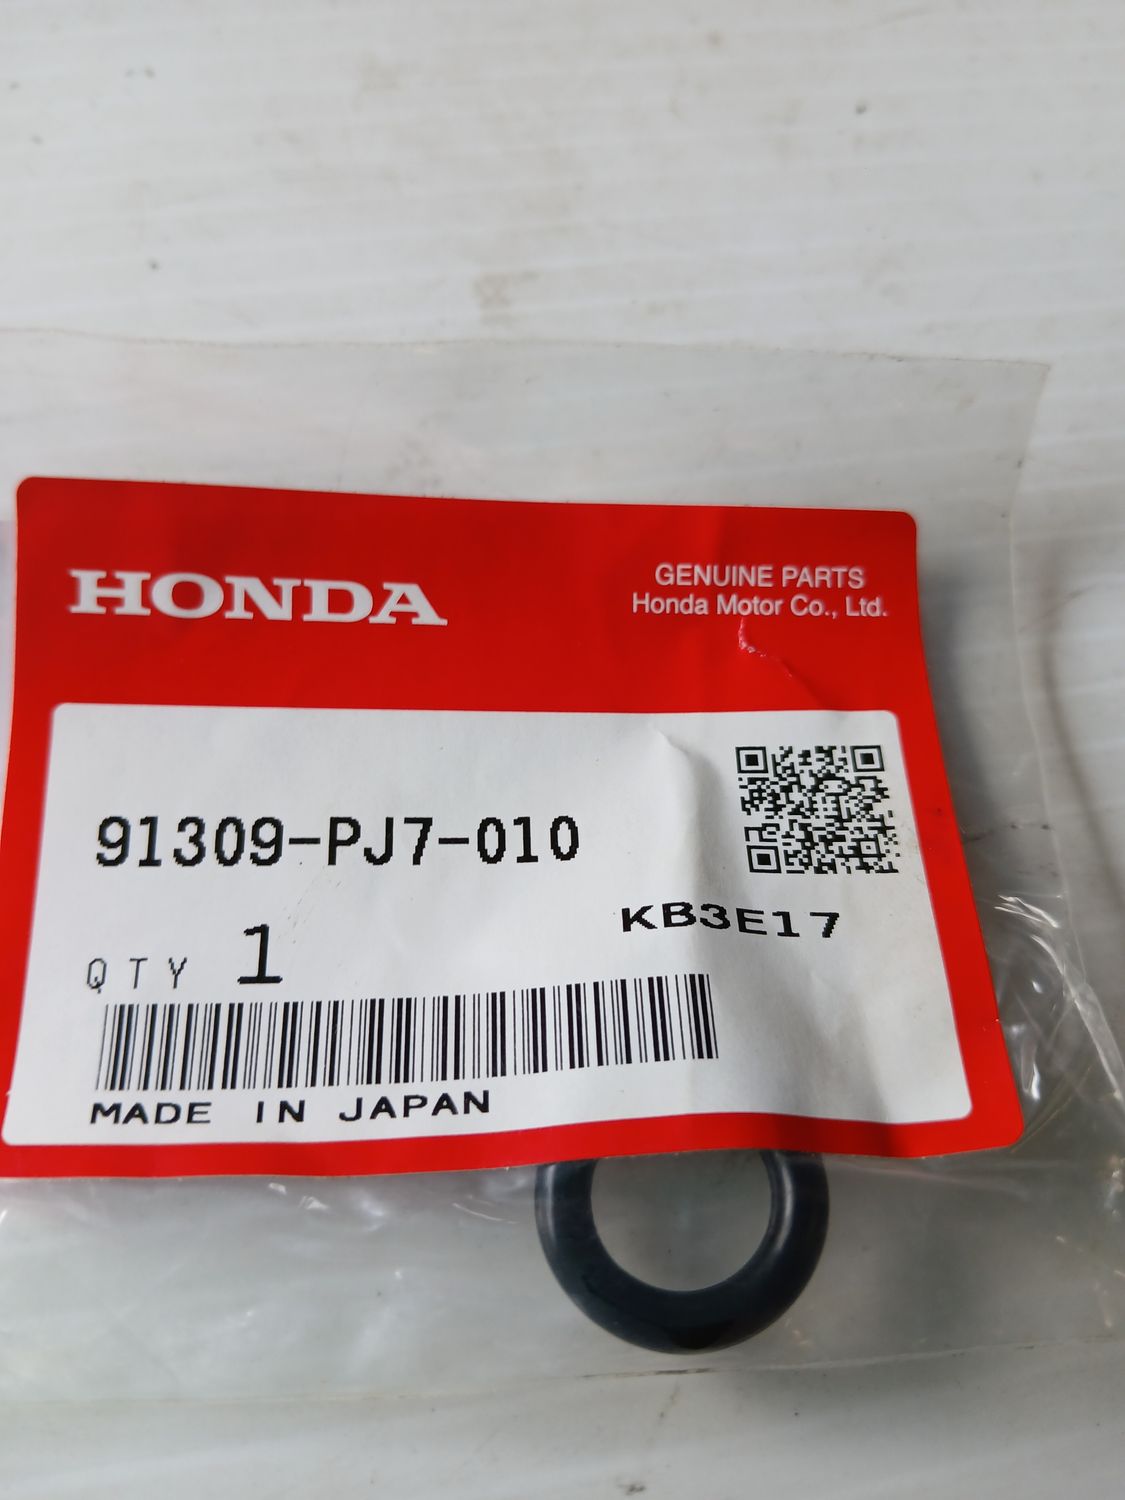 HONDA
GENUINE PARTS
Honda Motor Co., Ltd.
91309-PJ7-010
KB3E17
QTY 1
MADE IN JAPAN